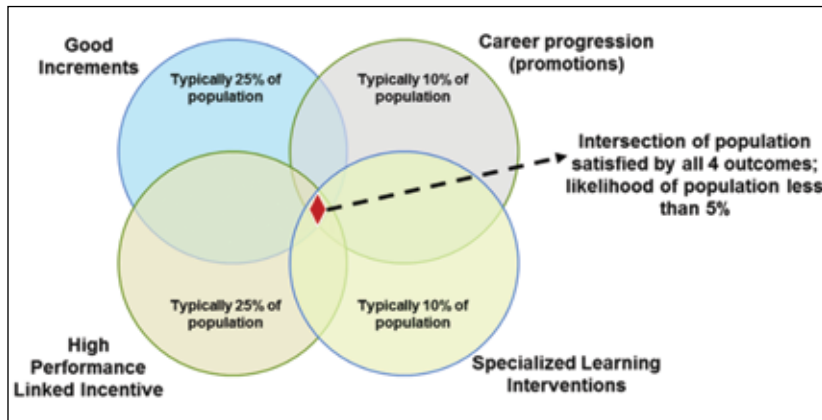 Good
Increments
Career progression
(promotions)
Typically 25% of
population
Typically 10% of
population
Intersection of population
satisfied by all 4 outcomes;
likelihood of population less
than 5%
Typically 25% of
population
Typically 10% of
population
High
Performance
Linked Incentive
Specialized Learning
Interventions